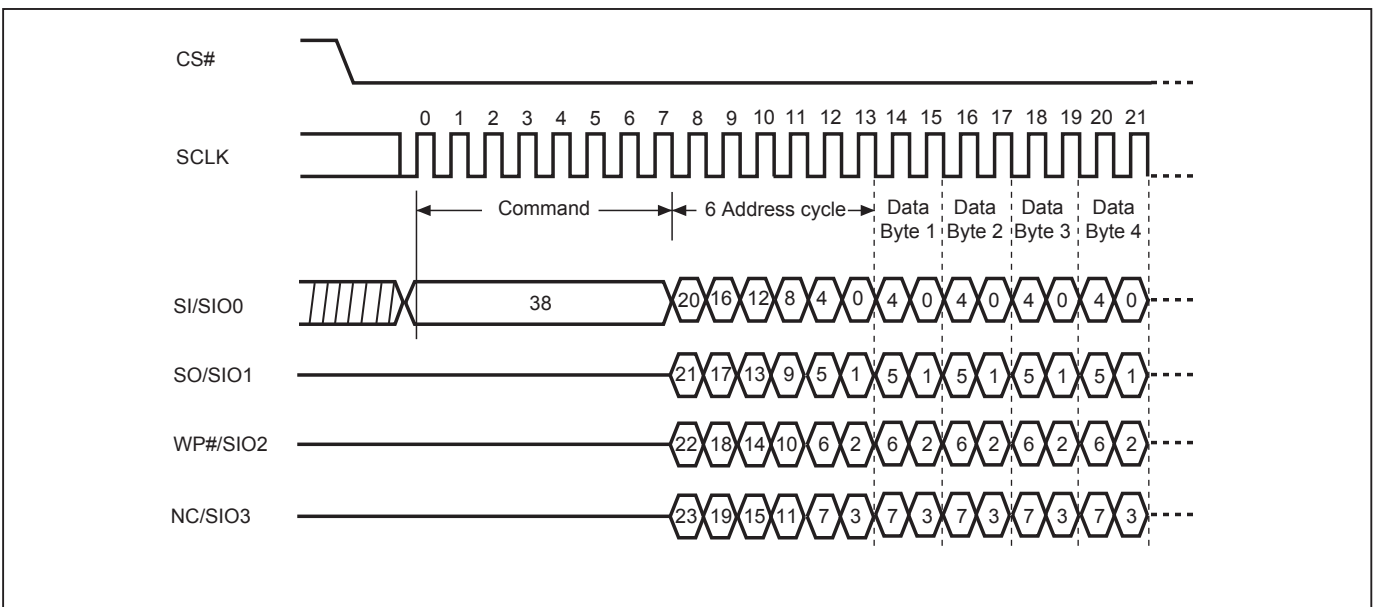 CS#
0 1 2 3 4 5 6 7 8 9 10 11 12 13 14 15 16 17 18 19 20 21
SCLK
Command 6 Address cycle Data Byte 1 Data Byte 2 Data Byte 3 Data Byte 4
SI/SIO0 38 20 16 12 8 4 0 4 0 4 0 4 0 4 0
SO/SIO1 21 17 13 9 5 1 5 1 5 1 5 1 5 1
WP#/SIO2 22 18 14 10 6 2 6 2 6 2 6 2 6 2
NC/SIO3 23 19 15 11 7 3 7 3 7 3 7 3 7 3